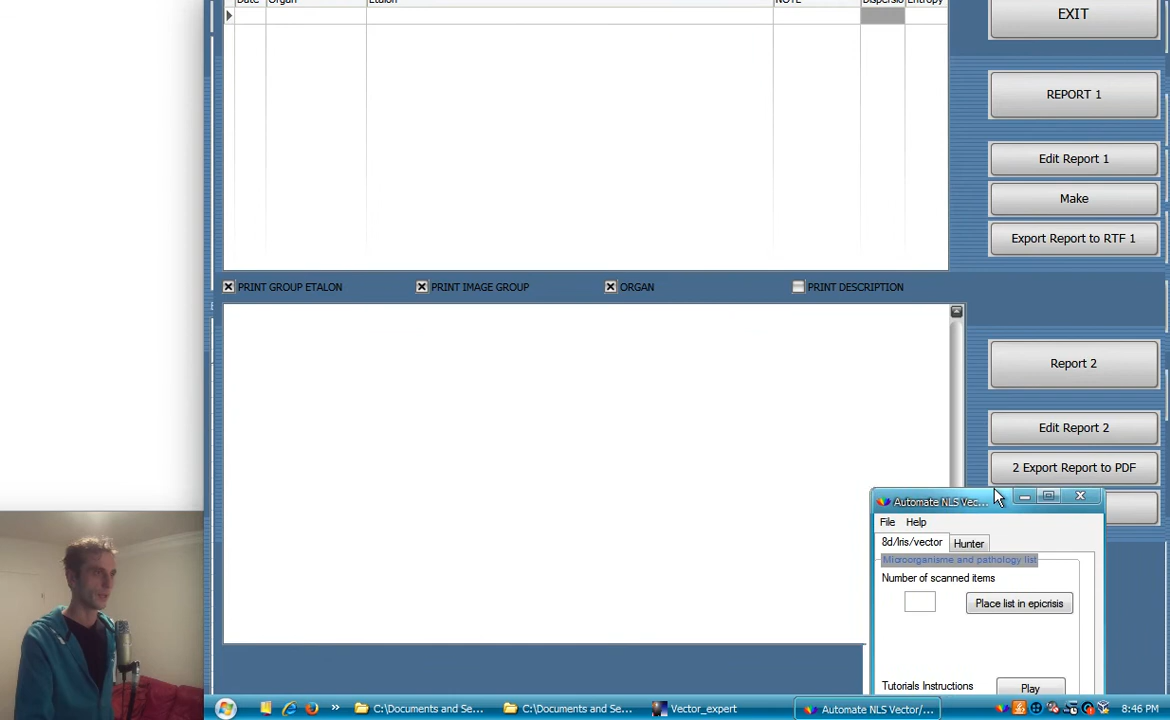 Date Organ Etalon NOTE Dispersio Entropy
EXIT
REPORT 1
Edit Report 1
Make
Export Report to RTF 1
PRINT GROUP ETALON PRINT IMAGE GROUP ORGAN PRINT DESCRIPTION
Report 2
Edit Report 2
2 Export Report to PDF
Automate NLS Vec...
File Help
8d/Iris/vector Hunter
Microorganisme and pathology list
Number of scanned items
Place list in epicrisis
Tutorials Instructions Play
C:\Documents and Se... C:\Documents and Se... Vector_expert Automate NLS Vector/... 8:46 PM